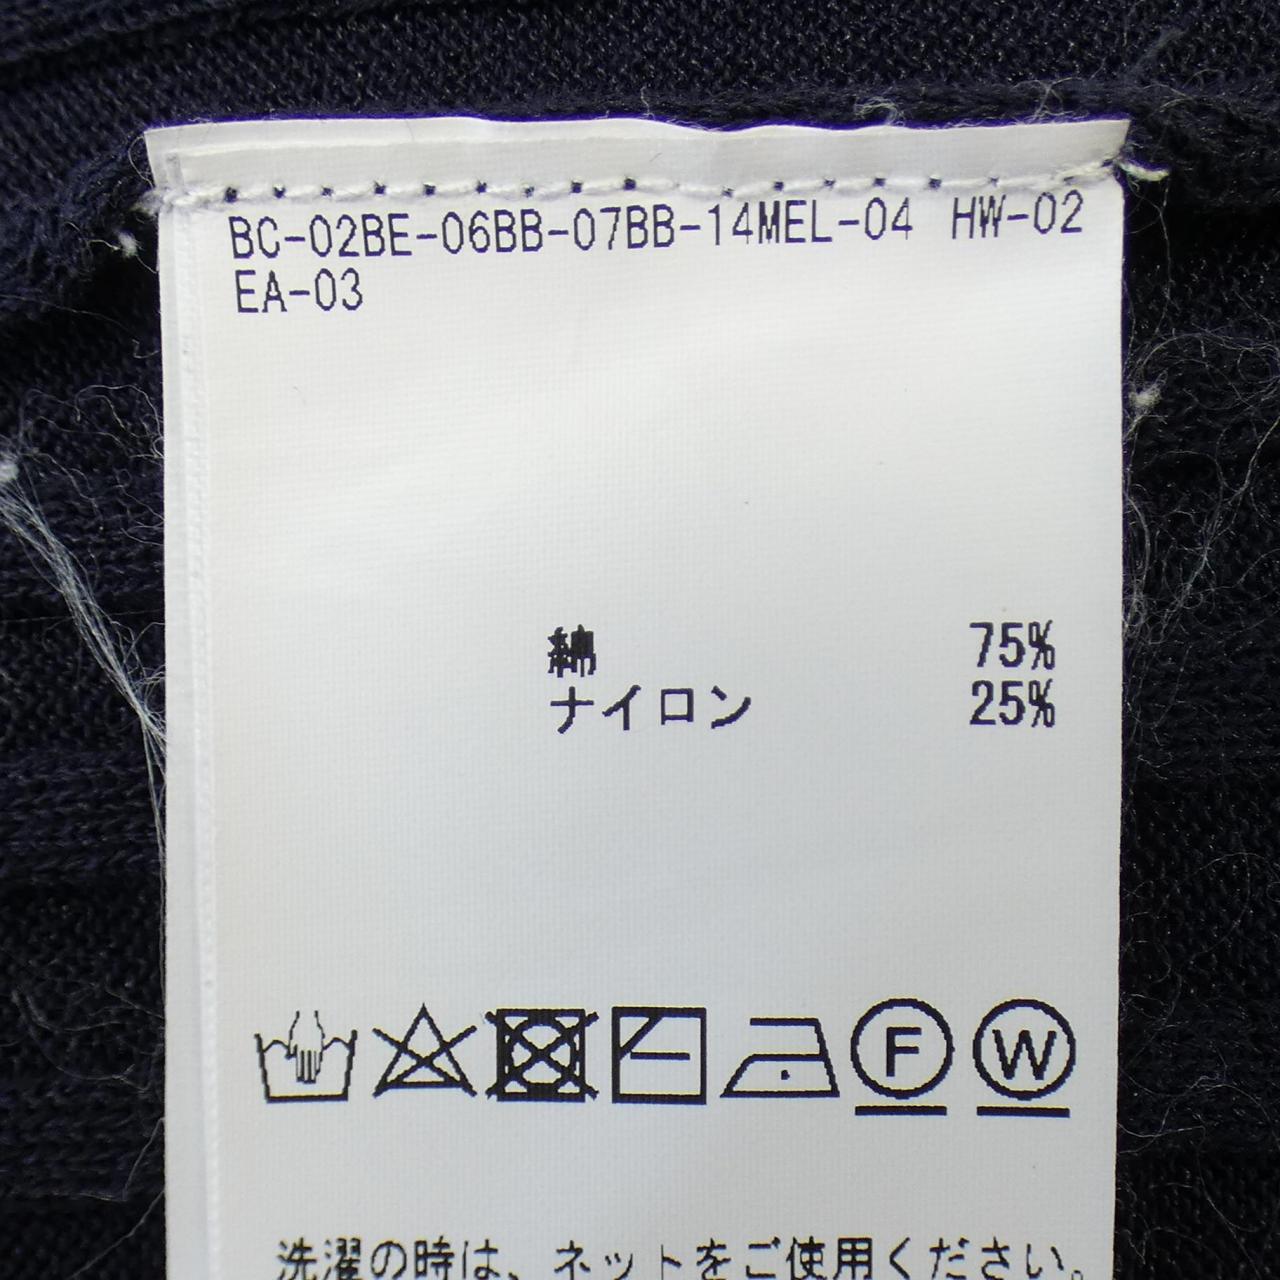 BC-02BE-06BB-07BB-14MEL-04 HW-02
EA-03
綿 75%
ナイロン 25%
F W
洗濯の時は、ネットをご使用ください。